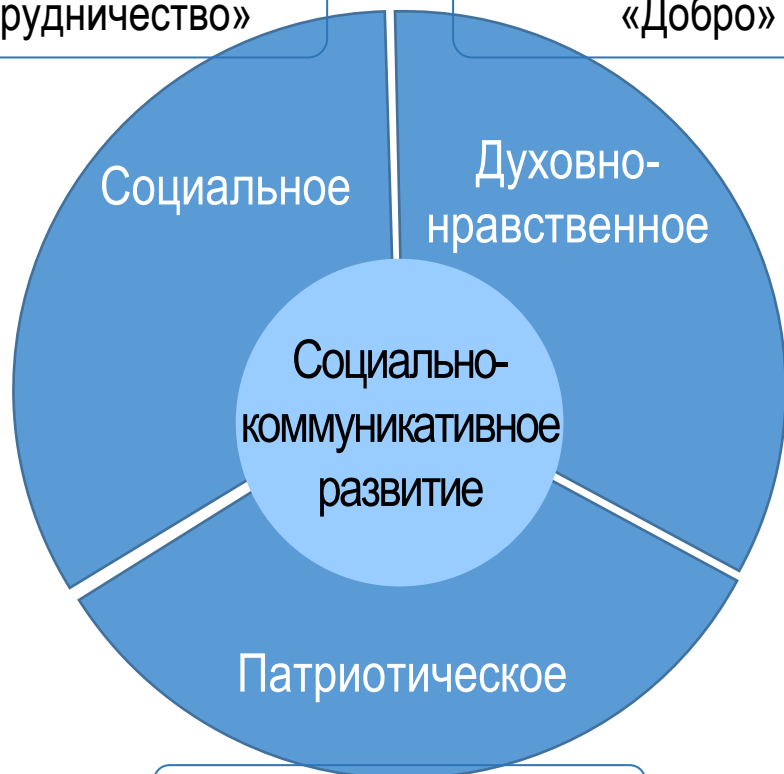 рудничество»
«Добро»
Социальное
Духовно-
нравственное
Социально-
коммуникативное
развитие
Патриотическое